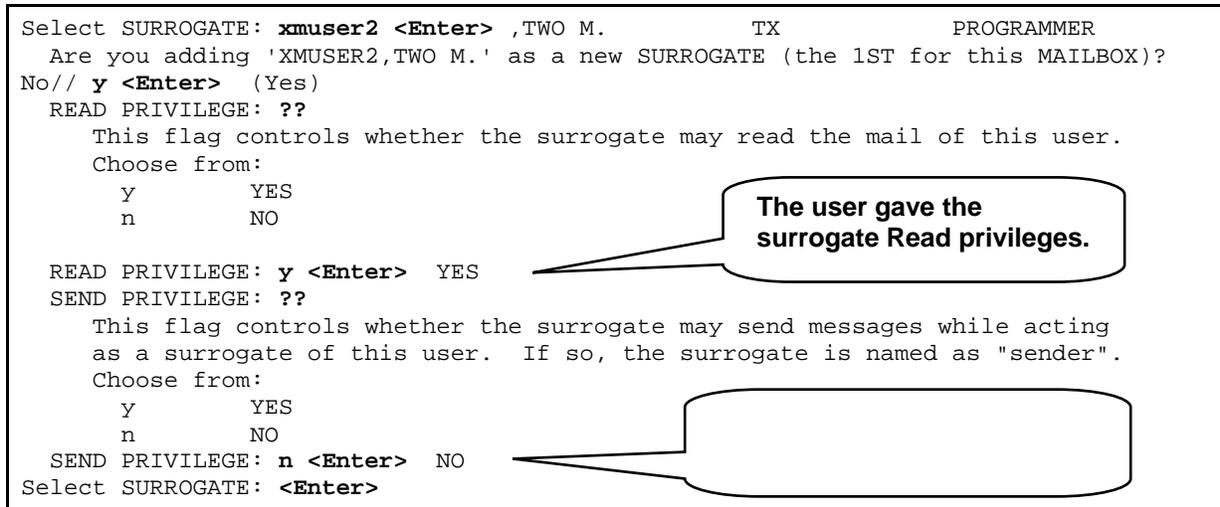 Select SURROGATE: xmuser2 <Enter> ,TWO M. TX PROGRAMMER
Are you adding 'XMUSER2,TWO M.' as a new SURROGATE (the 1ST for this MAILBOX)?
No// y <Enter> (Yes)
READ PRIVILEGE: ??
This flag controls whether the surrogate may read the mail of this user.
Choose from:
y YES
n NO
The user gave the
surrogate Read privileges.
READ PRIVILEGE: y <Enter> YES
SEND PRIVILEGE: ??
This flag controls whether the surrogate may send messages while acting
as a surrogate of this user. If so, the surrogate is named as "sender".
Choose from:
y YES
n NO
SEND PRIVILEGE: n <Enter> NO
Select SURROGATE: <Enter>